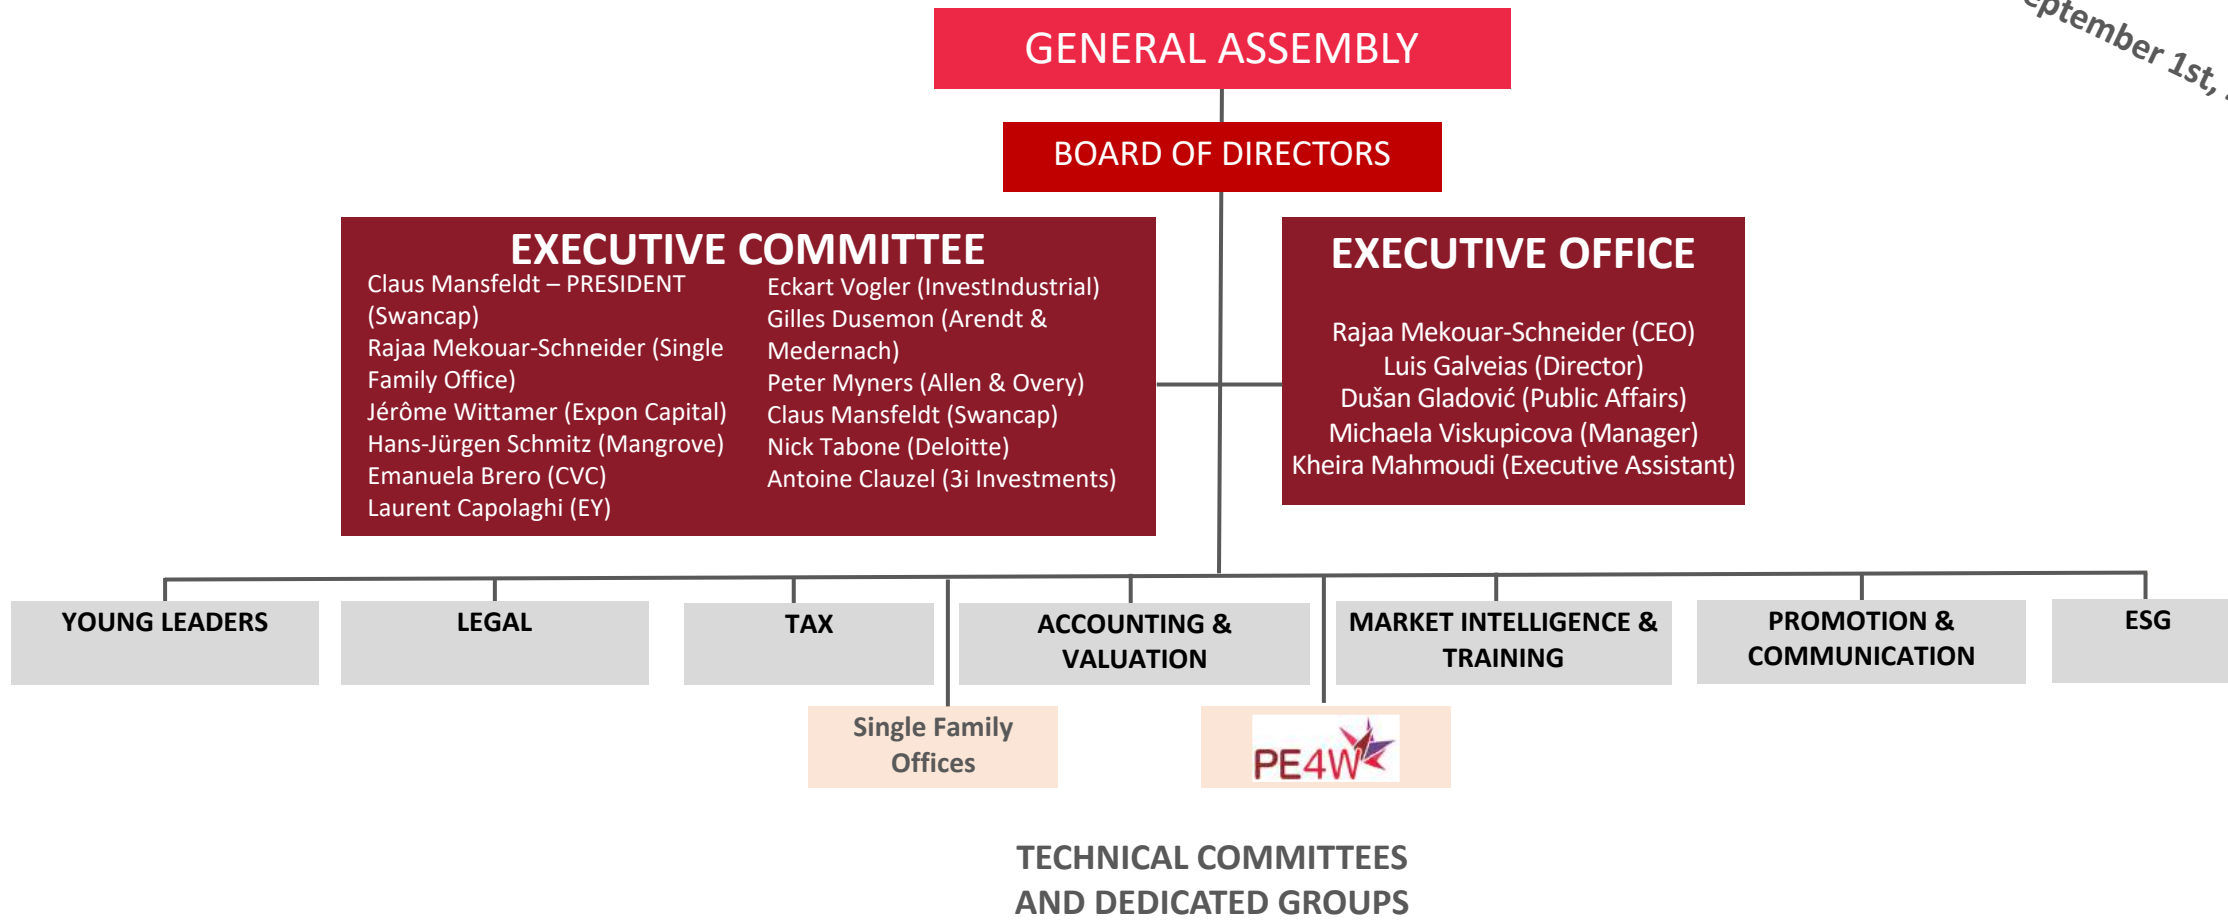 September 1st,
GENERAL ASSEMBLY
BOARD OF DIRECTORS
EXECUTIVE COMMITTEE
Claus Mansfeldt – PRESIDENT
(Swancap)
Rajaa Mekouar-Schneider (Single
Family Office)
Jérôme Wittamer (Expon Capital)
Hans-Jürgen Schmitz (Mangrove)
Emanuela Brero (CVC)
Laurent Capolaghi (EY)
Eckart Vogler (InvestIndustrial)
Gilles Dusemon (Arendt &
Medernach)
Peter Myners (Allen & Overy)
Claus Mansfeldt (Swancap)
Nick Tabone (Deloitte)
Antoine Clauzel (3i Investments)
EXECUTIVE OFFICE
Rajaa Mekouar-Schneider (CEO)
Luis Galveias (Director)
Dušan Gladović (Public Affairs)
Michaela Viskupicova (Manager)
Kheira Mahmoudi (Executive Assistant)
YOUNG LEADERS
LEGAL
TAX
ACCOUNTING &
VALUATION
MARKET INTELLIGENCE &
TRAINING
PROMOTION &
COMMUNICATION
ESG
Single Family
Offices
PE4W
TECHNICAL COMMITTEES
AND DEDICATED GROUPS